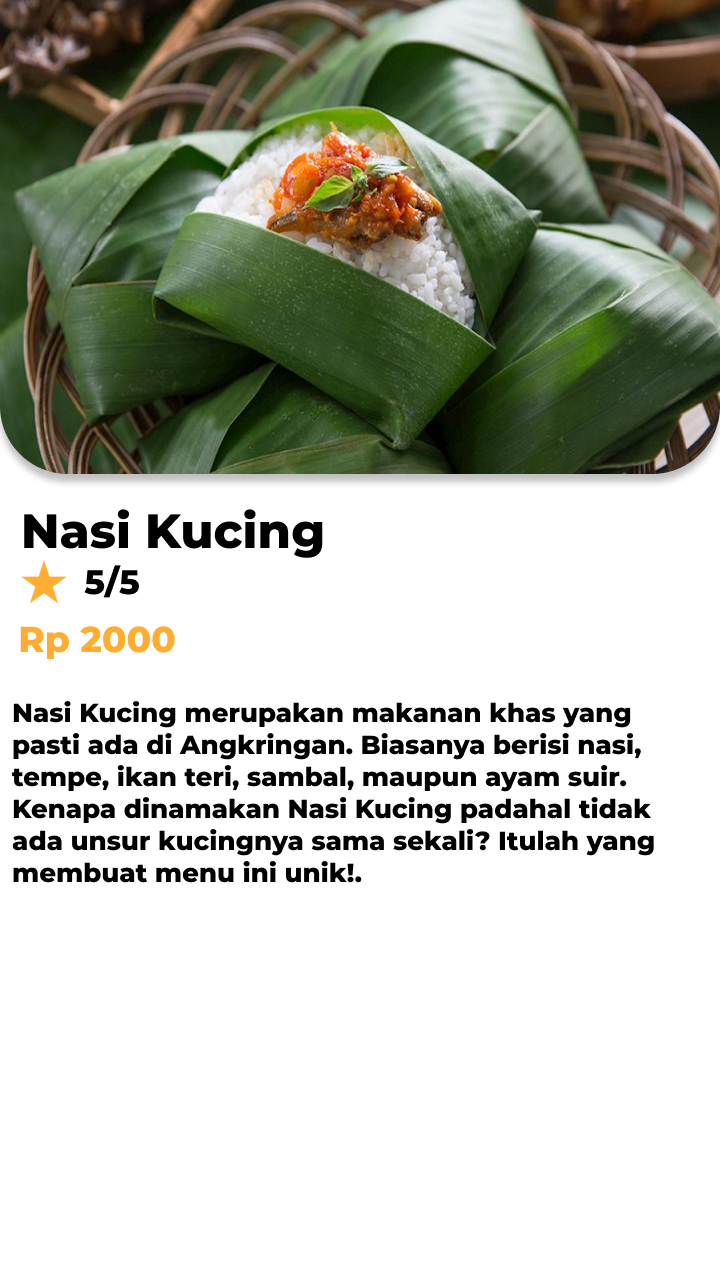 Nasi Kucing
5/5
Rp 2000
Nasi Kucing merupakan makanan khas yang
pasti ada di Angkringan. Biasanya berisi nasi,
tempe, ikan teri, sambal, maupun ayam suir.
Kenapa dinamakan Nasi Kucing padahal tidak
ada unsur kucingnya sama sekali? Itulah yang
membuat menu ini unik!.